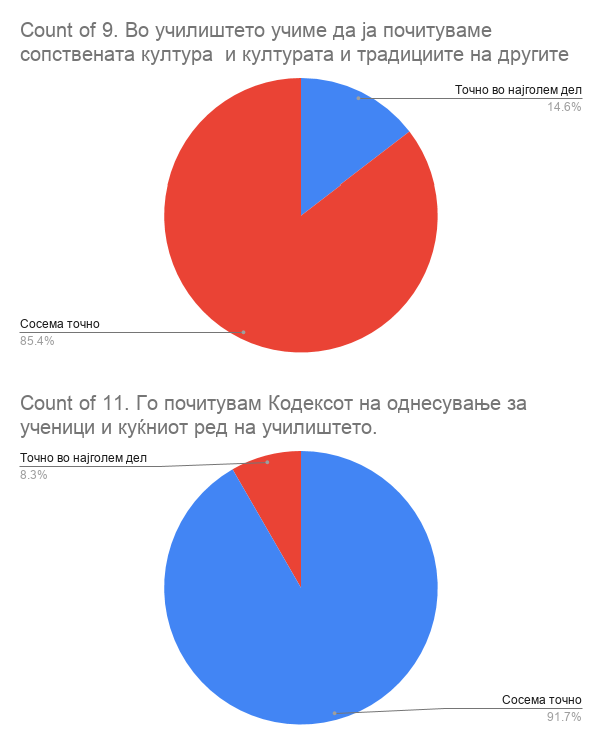 Count of 9. Во училиштето учиме да ја почитуваме
сопствената култура  и културата и традициите на другите
Точно во најголем дел
14.6%
Сосема точно
85.4%
Count of 11. Го почитувам Кодексот на однесување за
ученици и куќниот ред на училиштето.
Точно во најголем дел
8.3%
Сосема точно
91.7%